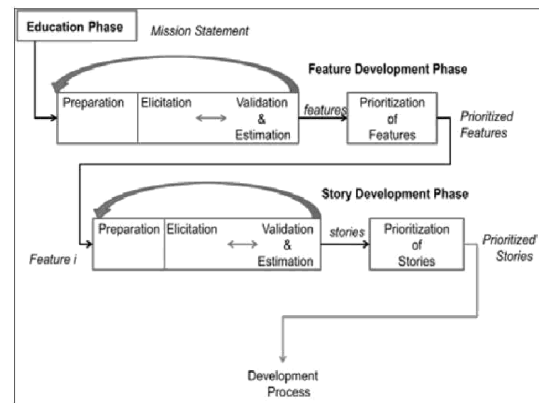 Education Phase
Mission Statement
Feature Development Phase
Preparation
Elicitation
Validation
&
Estimation
features
Prioritization
of
Features
Prioritized
Features
Story Development Phase
Preparation
Elicitation
Validation
&
Estimation
stories
Prioritization
of
Stories
Prioritized
Stories
Feature i
Development
Process